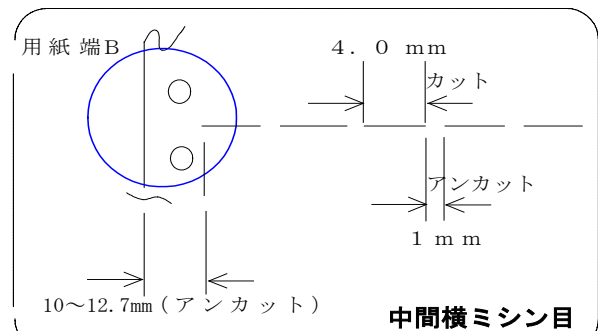 用紙端B
4.0 mm
カット
アンカット
1 mm
10～12.7㎜(アンカット)
中間横ミシン目